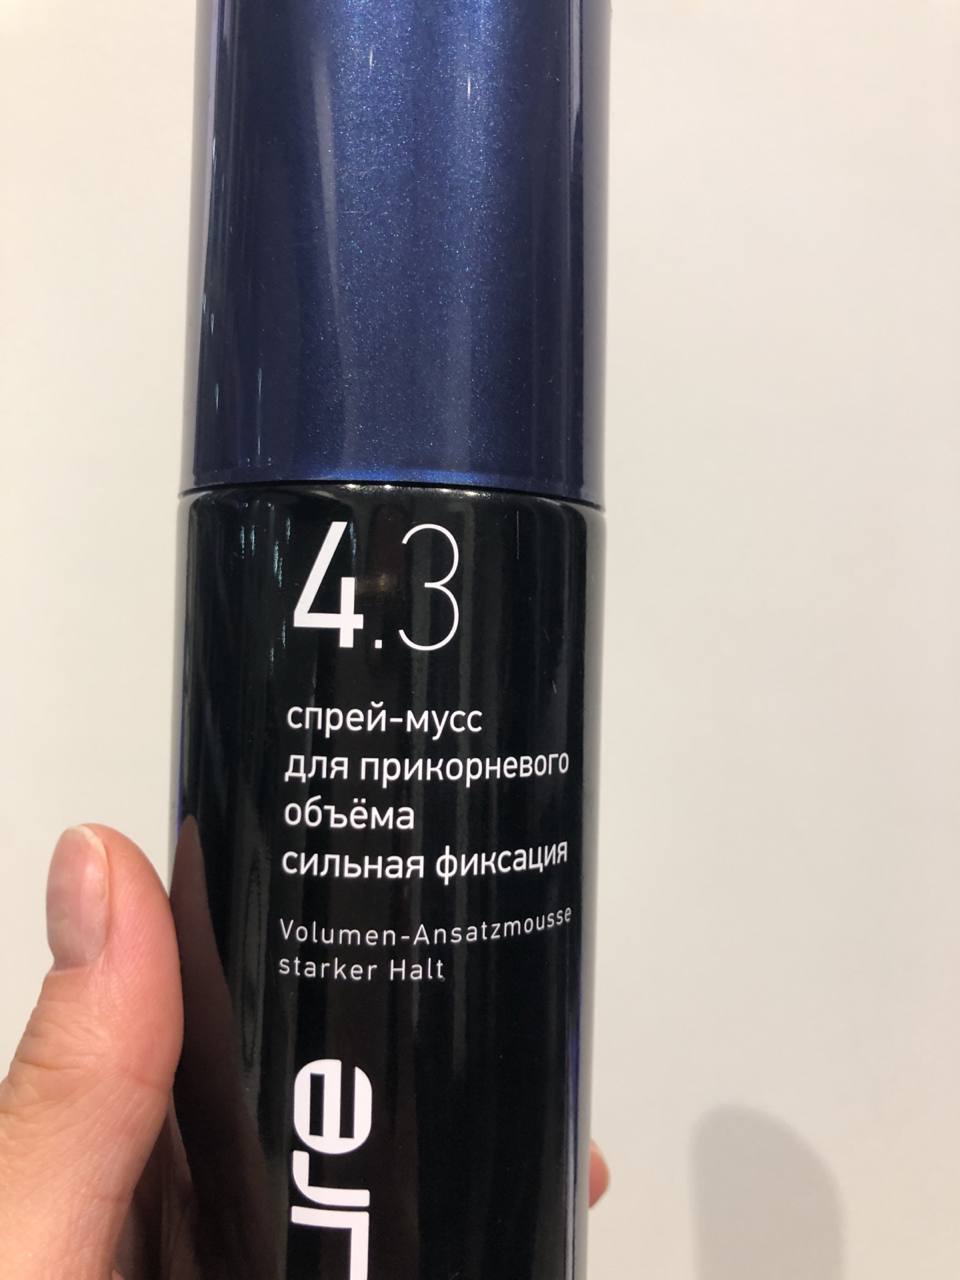 4.3
спрей-мусс
для прикорневого
объёма
сильная фиксация
Volumen-Ansatzmousse
starker Halt